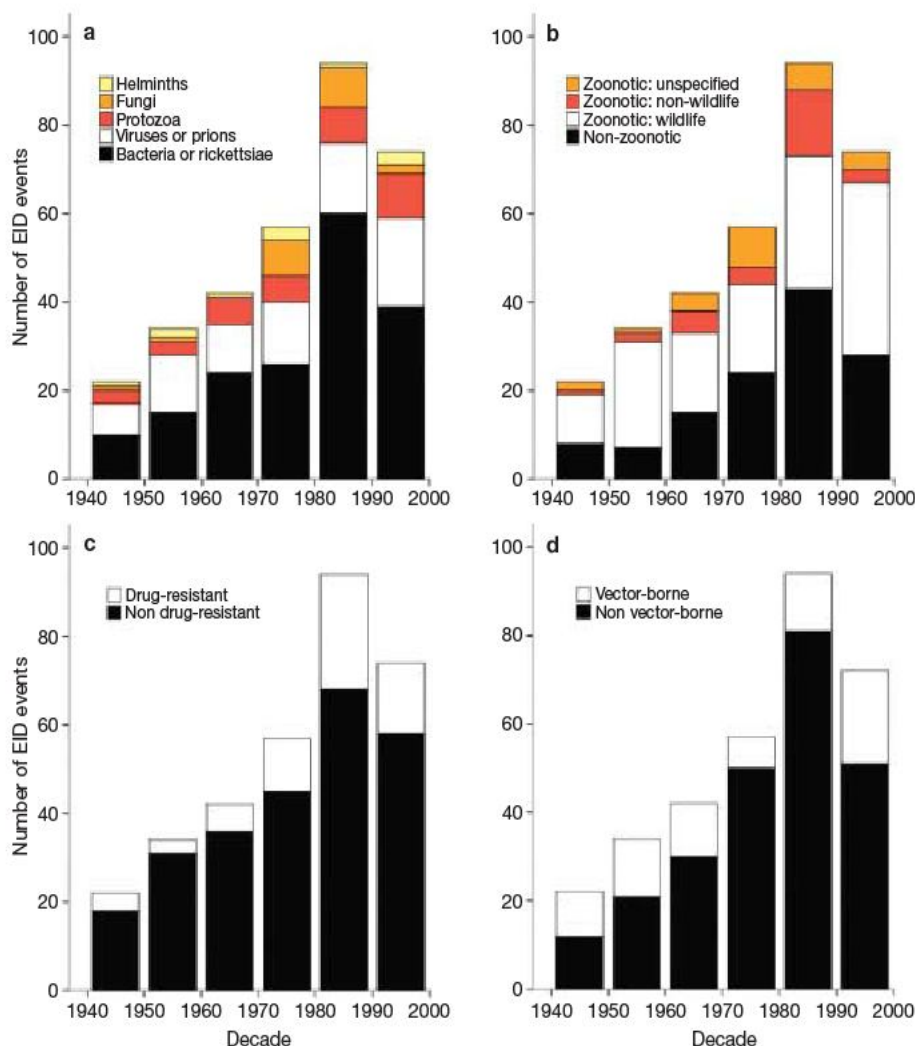 a
Helminths
Fungi
Protozoa
Viruses or prions
Bacteria or rickettsiae
Number of EID events
100
80
60
40
20
0
1940 1950 1960 1970 1980 1990 2000
b
Zoonotic: unspecified
Zoonotic: non-wildlife
Zoonotic: wildlife
Non-zoonotic
100
80
60
40
20
0
1940 1950 1960 1970 1980 1990 2000
c
Drug-resistant
Non drug-resistant
Number of EID events
100
80
60
40
20
0
1940 1950 1960 1970 1980 1990 2000
Decade
d
Vector-borne
Non vector-borne
100
80
60
40
20
0
1940 1950 1960 1970 1980 1990 2000
Decade